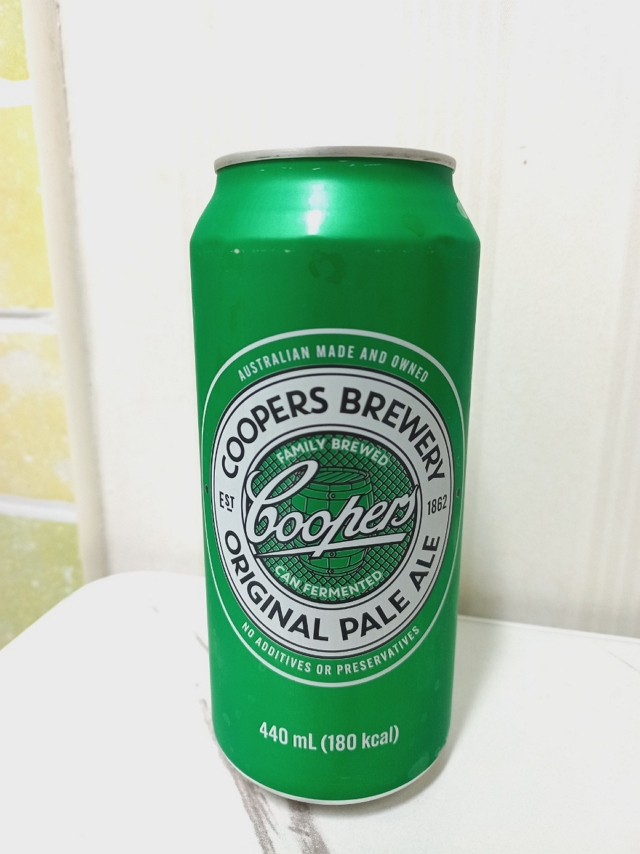 AUSTRALIAN MADE AND OWNED
COOPERS BREWERY
FAMILY BREWED
EST
Coopers
1862
CAN FERMENTED
ORIGINAL PALE ALE
NO ADDITIVES OR PRESERVATIVES
440 mL (180 kcal)